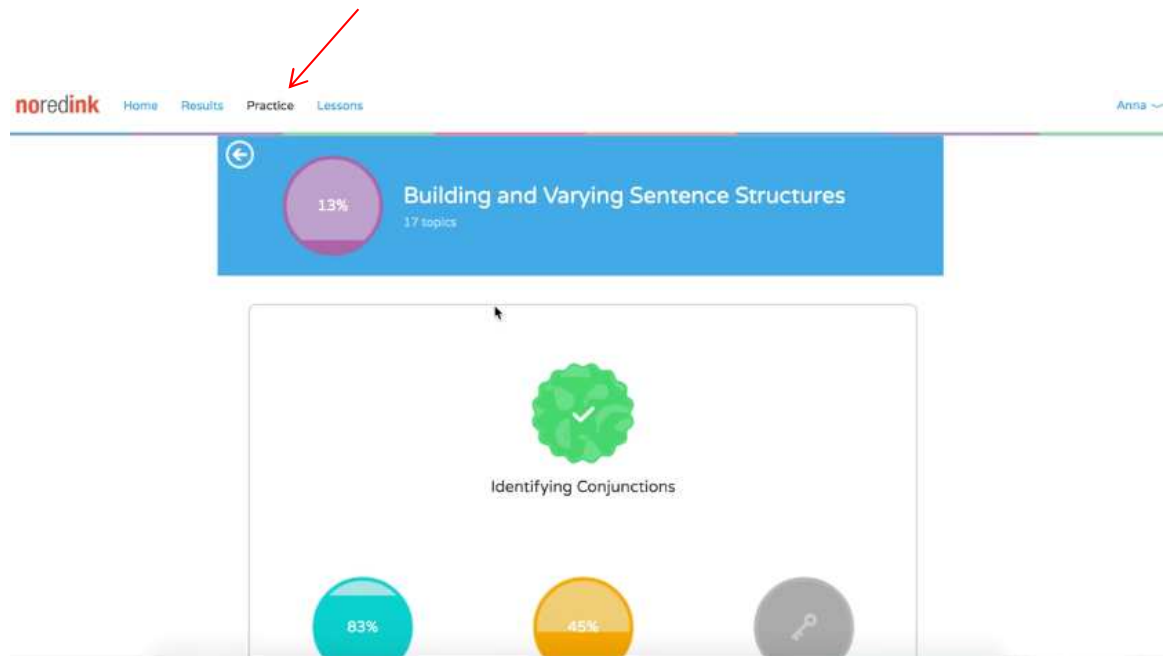 noredink Home Results Practice Lessons Anna
13% Building and Varying Sentence Structures
17 topics
Identifying Conjunctions
83% 45%